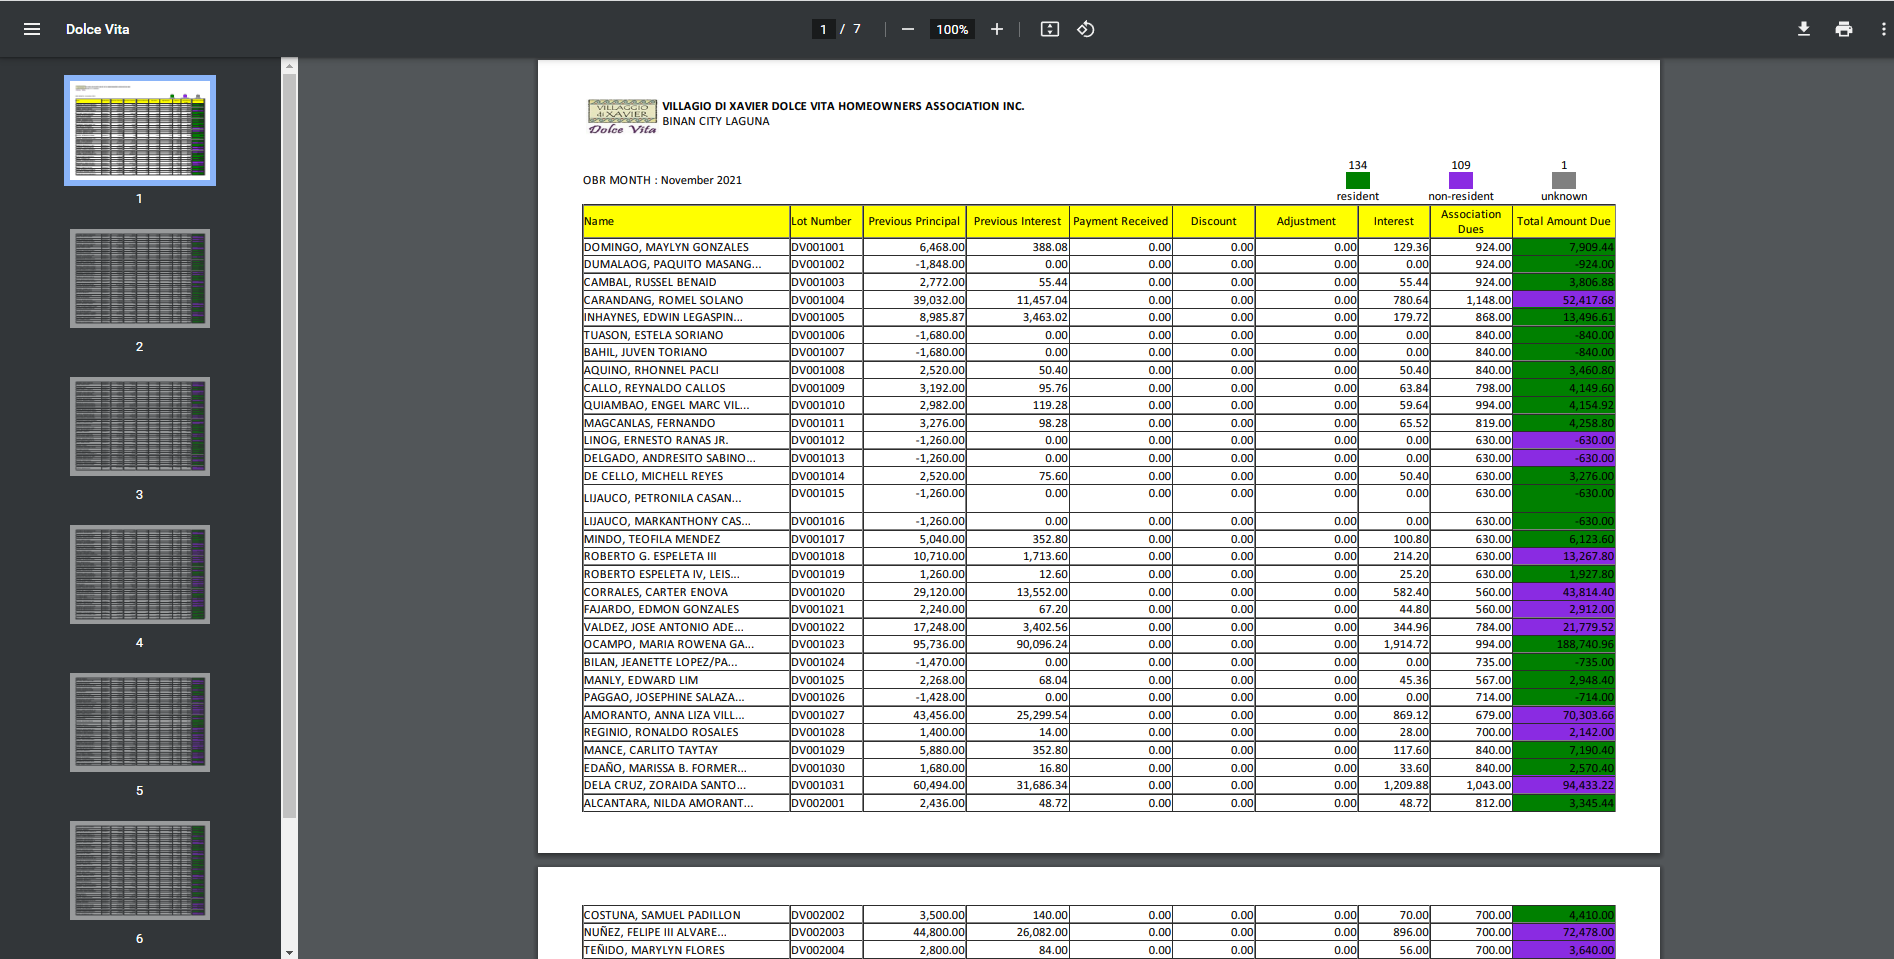 Dolce Vita
1 / 7
100%
VILLAGGIO
di XAVIER
Dolce Vita
VILLAGIO DI XAVIER DOLCE VITA HOMEOWNERS ASSOCIATION INC.
BINAN CITY LAGUNA
134 109 1
OBR MONTH : November 2021
resident non-resident unknown
Name Lot Number Previous Principal Previous Interest Payment Received Discount Adjustment Interest Association Dues Total Amount Due
DOMINGO, MAYLYN GONZALES DV001001 6,468.00 388.08 0.00 0.00 0.00 129.36 924.00 7,909.44
DUMALAOG, PAQUITO MASANG... DV001002 -1,848.00 0.00 0.00 0.00 0.00 0.00 924.00 -924.00
CAMBAL, RUSSEL BENAID DV001003 2,772.00 55.44 0.00 0.00 0.00 55.44 924.00 3,806.88
CARANDANG, ROMEL SOLANO DV001004 39,032.00 11,457.04 0.00 0.00 0.00 780.64 1,148.00 52,417.68
INHAYNES, EDWIN LEGASPIN... DV001005 8,985.87 3,463.02 0.00 0.00 0.00 179.72 868.00 13,496.61
TUASON, ESTELA SORIANO DV001006 -1,680.00 0.00 0.00 0.00 0.00 0.00 840.00 -840.00
BAHIL, JUVEN TORIANO DV001007 -1,680.00 0.00 0.00 0.00 0.00 0.00 840.00 -840.00
AQUINO, RHONNEL PACLI DV001008 2,520.00 50.40 0.00 0.00 0.00 50.40 840.00 3,460.80
CALLO, REYNALDO CALLOS DV001009 3,192.00 95.76 0.00 0.00 0.00 63.84 798.00 4,149.60
QUIAMBAO, ENGEL MARC VIL... DV001010 2,982.00 119.28 0.00 0.00 0.00 59.64 994.00 4,154.92
MAGCANLAS, FERNANDO DV001011 3,276.00 98.28 0.00 0.00 0.00 65.52 819.00 4,258.80
LINOG, ERNESTO RANAS JR. DV001012 -1,260.00 0.00 0.00 0.00 0.00 0.00 630.00 -630.00
DELGADO, ANDRESITO SABINO... DV001013 -1,260.00 0.00 0.00 0.00 0.00 0.00 630.00 -630.00
DE CELLO, MICHELL REYES DV001014 2,520.00 75.60 0.00 0.00 0.00 50.40 630.00 3,276.00
LIJAUCO, PETRONILA CASAN... DV001015 -1,260.00 0.00 0.00 0.00 0.00 0.00 630.00 -630.00
LIJAUCO, MARKANTHONY CAS... DV001016 -1,260.00 0.00 0.00 0.00 0.00 0.00 630.00 -630.00
MINDO, TEOFILA MENDEZ DV001017 5,040.00 352.80 0.00 0.00 0.00 100.80 630.00 6,123.60
ROBERTO G. ESPELETA III DV001018 10,710.00 1,713.60 0.00 0.00 0.00 214.20 630.00 13,267.80
ROBERTO ESPELETA IV, LEIS... DV001019 1,260.00 12.60 0.00 0.00 0.00 25.20 630.00 1,927.80
CORRALES, CARTER ENOVA DV001020 29,120.00 13,552.00 0.00 0.00 0.00 582.40 560.00 43,814.40
FAJARDO, EDMON GONZALES DV001021 2,240.00 67.20 0.00 0.00 0.00 44.80 560.00 2,912.00
VALDEZ, JOSE ANTONIO ADE... DV001022 17,248.00 3,402.56 0.00 0.00 0.00 344.96 784.00 21,779.52
OCAMPO, MARIA ROWENA GA... DV001023 95,736.00 90,096.24 0.00 0.00 0.00 1,914.72 994.00 188,740.96
BILAN, JEANETTE LOPEZ/PA... DV001024 -1,470.00 0.00 0.00 0.00 0.00 0.00 735.00 -735.00
MANLY, EDWARD LIM DV001025 2,268.00 68.04 0.00 0.00 0.00 45.36 567.00 2,948.40
PAGGAO, JOSEPHINE SALAZA... DV001026 -1,428.00 0.00 0.00 0.00 0.00 0.00 714.00 -714.00
AMORANTO, ANNA LIZA VILL... DV001027 43,456.00 25,299.54 0.00 0.00 0.00 869.12 679.00 70,303.66
REGINIO, RONALDO ROSALES DV001028 1,400.00 14.00 0.00 0.00 0.00 28.00 700.00 2,142.00
MANCE, CARLITO TAYTAY DV001029 5,880.00 352.80 0.00 0.00 0.00 117.60 840.00 7,190.40
EDAÑO, MARISSA B. FORMER... DV001030 1,680.00 16.80 0.00 0.00 0.00 33.60 840.00 2,570.40
DELA CRUZ, ZORAIDA SANTO... DV001031 60,494.00 31,686.34 0.00 0.00 0.00 1,209.88 1,043.00 94,433.22
ALCANTARA, NILDA AMORANT... DV002001 2,436.00 48.72 0.00 0.00 0.00 48.72 812.00 3,345.44
COSTUNA, SAMUEL PADILLON DV002002 3,500.00 140.00 0.00 0.00 0.00 70.00 700.00 4,410.00
NUÑEZ, FELIPE III ALVARE... DV002003 44,800.00 26,082.00 0.00 0.00 0.00 896.00 700.00 72,478.00
TEÑIDO, MARYLYN FLORES DV002004 2,800.00 84.00 0.00 0.00 0.00 56.00 700.00 3,640.00
1
2
3
4
5
6